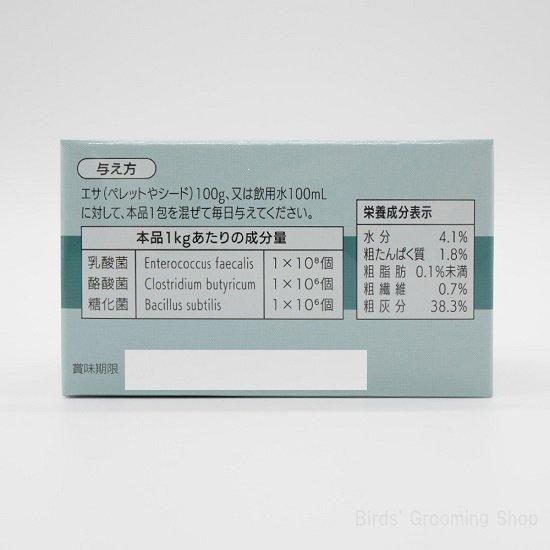 与え方
エサ（ペレットやシード）100g、又は飲用水100mL
に対して、本品1包を混ぜて毎日与えてください。
本品1kgあたりの成分量
乳酸菌 Enterococcus faecalis 1×10⁸個
酪酸菌 Clostridium butyricum 1×10⁶個
糖化菌 Bacillus subtilis 1×10⁶個
栄養成分表示
水分 4.1%
粗たんぱく質 1.8%
粗脂肪 0.1%未満
粗繊維 0.7%
粗灰分 38.3%
賞味期限
Birds' Grooming Shop